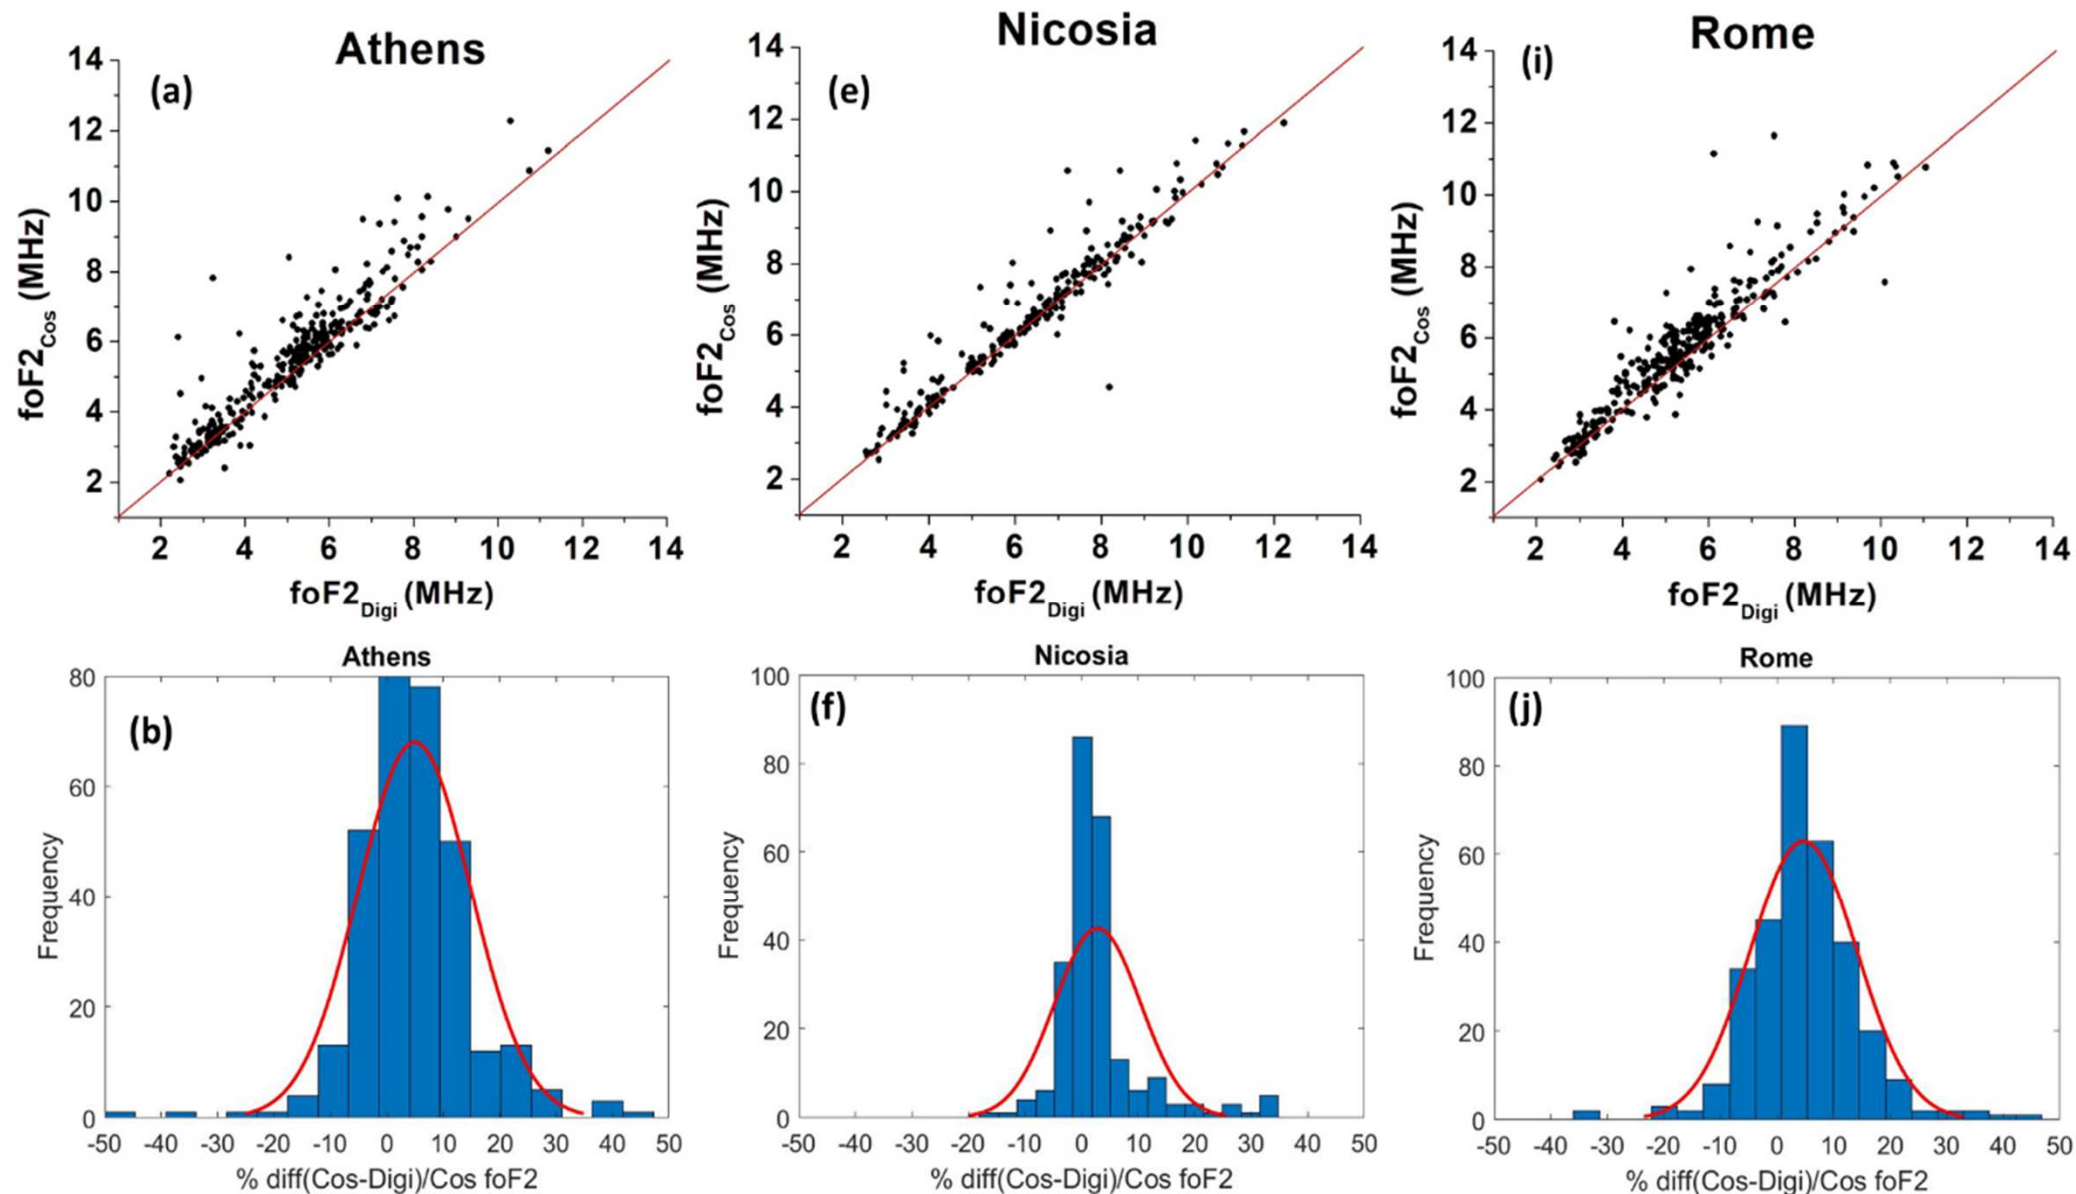 Athens
(a)
14
12
10
8
6
4
2
foF2Cos (MHz)
2 4 6 8 10 12 14
foF2Digi (MHz)
Nicosia
(e)
14
12
10
8
6
4
2
foF2Cos (MHz)
2 4 6 8 10 12 14
foF2Digi (MHz)
Rome
(i)
14
12
10
8
6
4
2
foF2Cos (MHz)
2 4 6 8 10 12 14
foF2Digi (MHz)
Athens
(b)
80
60
40
20
0
Frequency
-50 -40 -30 -20 -10 0 10 20 30 40 50
% diff(Cos-Digi)/Cos foF2
Nicosia
(f)
100
80
60
40
20
0
Frequency
-50 -40 -30 -20 -10 0 10 20 30 40 50
% diff(Cos-Digi)/Cos foF2
Rome
(j)
100
80
60
40
20
0
Frequency
-50 -40 -30 -20 -10 0 10 20 30 40 50
% diff(Cos-Digi)/Cos foF2